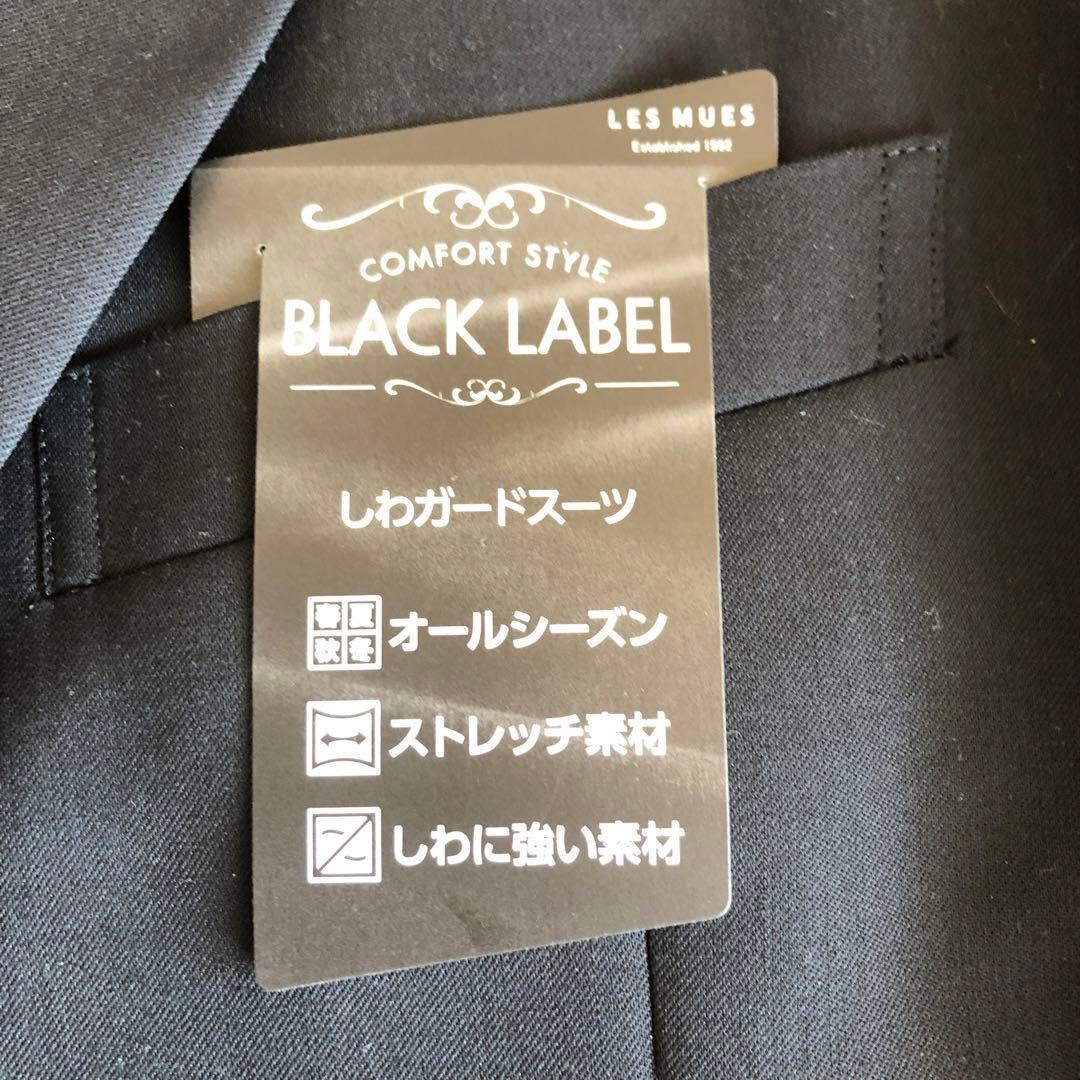 LES MUES
Established 1992
COMFORT STYLE
BLACK LABEL
しわガードスーツ
春夏
秋冬
オールシーズン
ストレッチ素材
しわに強い素材